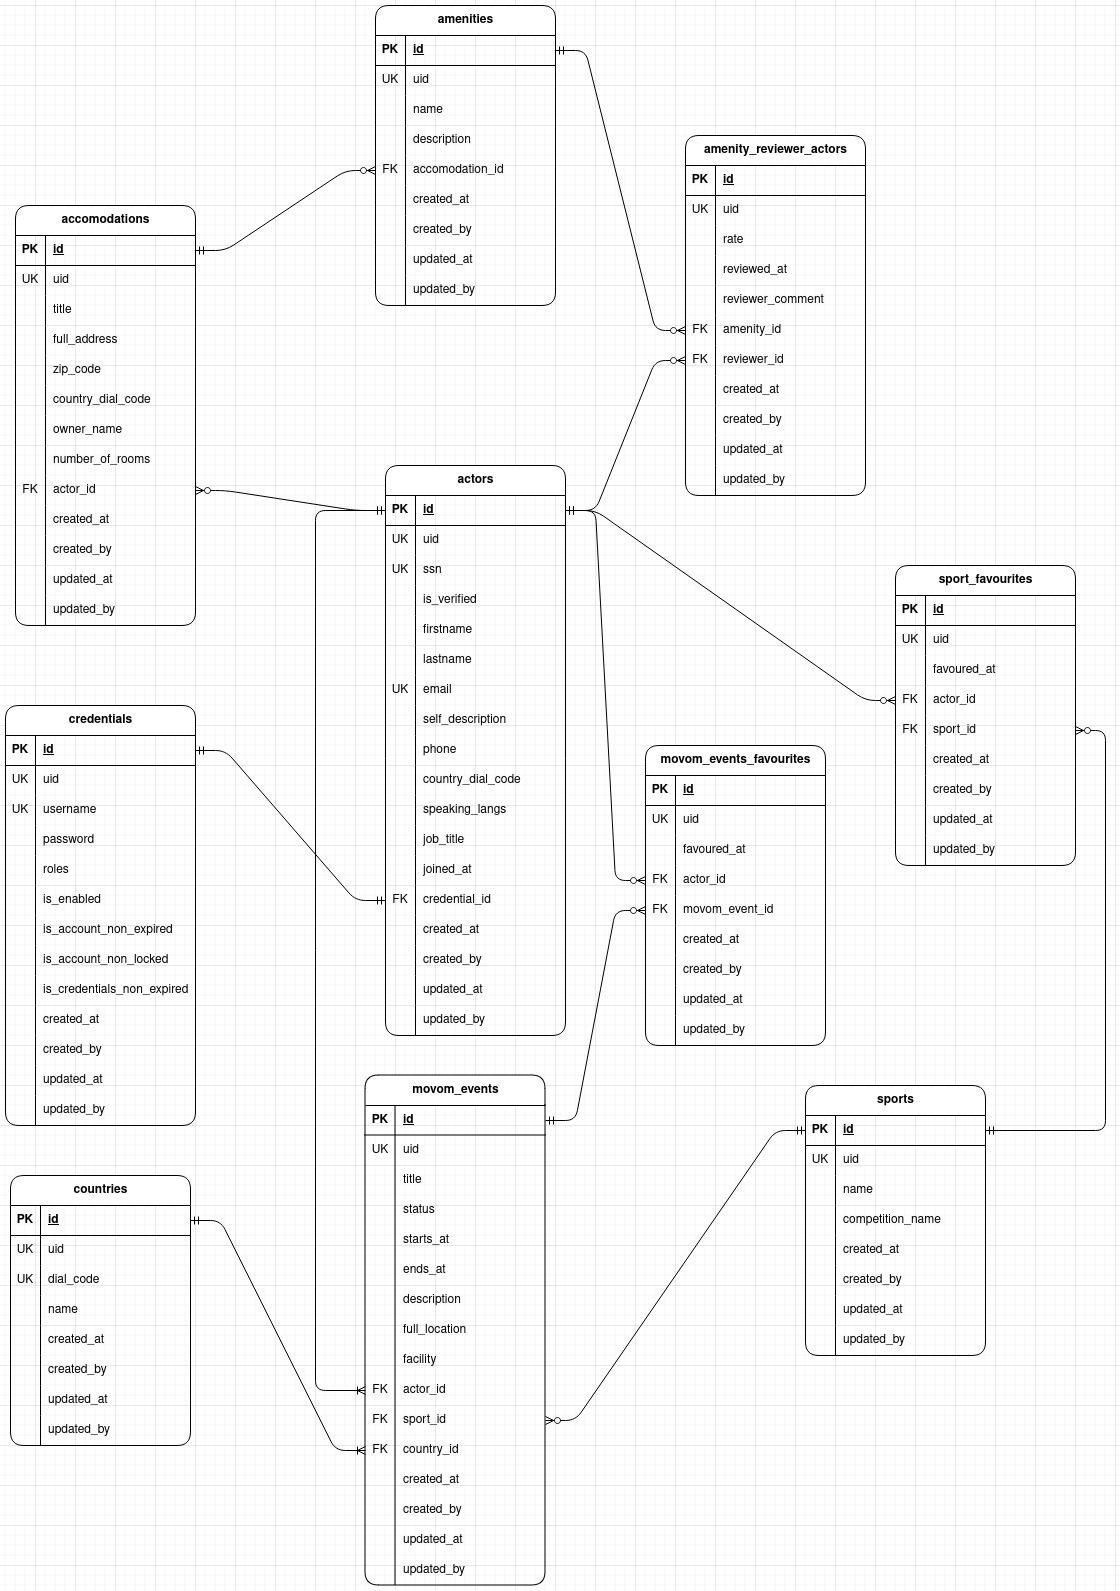 amenities
PK id
UK uid
name
description
FK accomodation_id
created_at
created_by
updated_at
updated_by
amenity_reviewer_actors
PK id
UK uid
rate
reviewed_at
reviewer_comment
FK amenity_id
FK reviewer_id
created_at
created_by
updated_at
updated_by
accomodations
PK id
UK uid
title
full_address
zip_code
country_dial_code
owner_name
number_of_rooms
FK actor_id
created_at
created_by
updated_at
updated_by
actors
PK id
UK uid
UK ssn
is_verified
firstname
lastname
UK email
self_description
phone
country_dial_code
speaking_langs
job_title
joined_at
FK credential_id
created_at
created_by
updated_at
updated_by
sport_favourites
PK id
UK uid
favoured_at
FK actor_id
FK sport_id
created_at
created_by
updated_at
updated_by
credentials
PK id
UK uid
UK username
password
roles
is_enabled
is_account_non_expired
is_account_non_locked
is_credentials_non_expired
created_at
created_by
updated_at
updated_by
movom_events_favourites
PK id
UK uid
favoured_at
FK actor_id
FK movom_event_id
created_at
created_by
updated_at
updated_by
movom_events
PK id
UK uid
title
status
starts_at
ends_at
description
full_location
facility
FK actor_id
FK sport_id
FK country_id
created_at
created_by
updated_at
updated_by
sports
PK id
UK uid
name
competition_name
created_at
created_by
updated_at
updated_by
countries
PK id
UK uid
UK dial_code
name
created_at
created_by
updated_at
updated_by